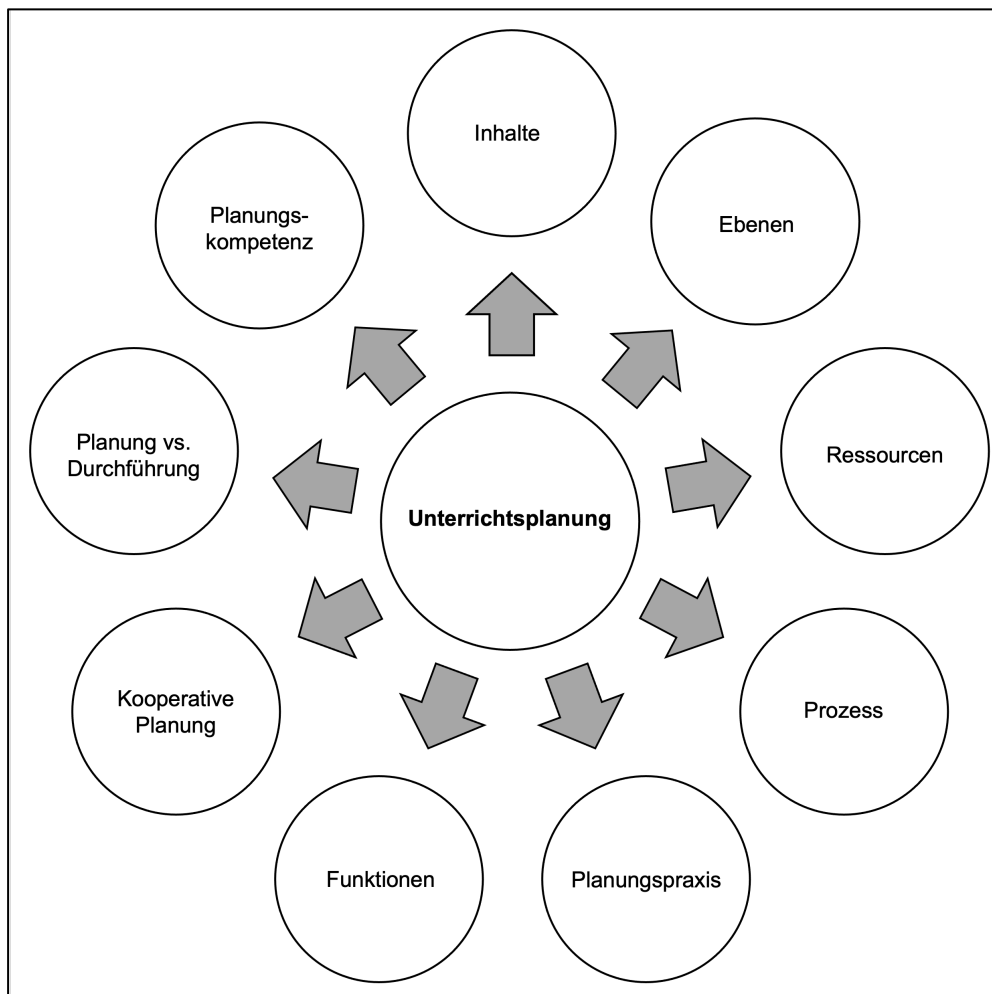 Inhalte
Ebenen
Planungs-
kompetenz
Planung vs.
Durchführung
Ressourcen
Unterrichtsplanung
Kooperative
Planung
Prozess
Funktionen
Planungspraxis